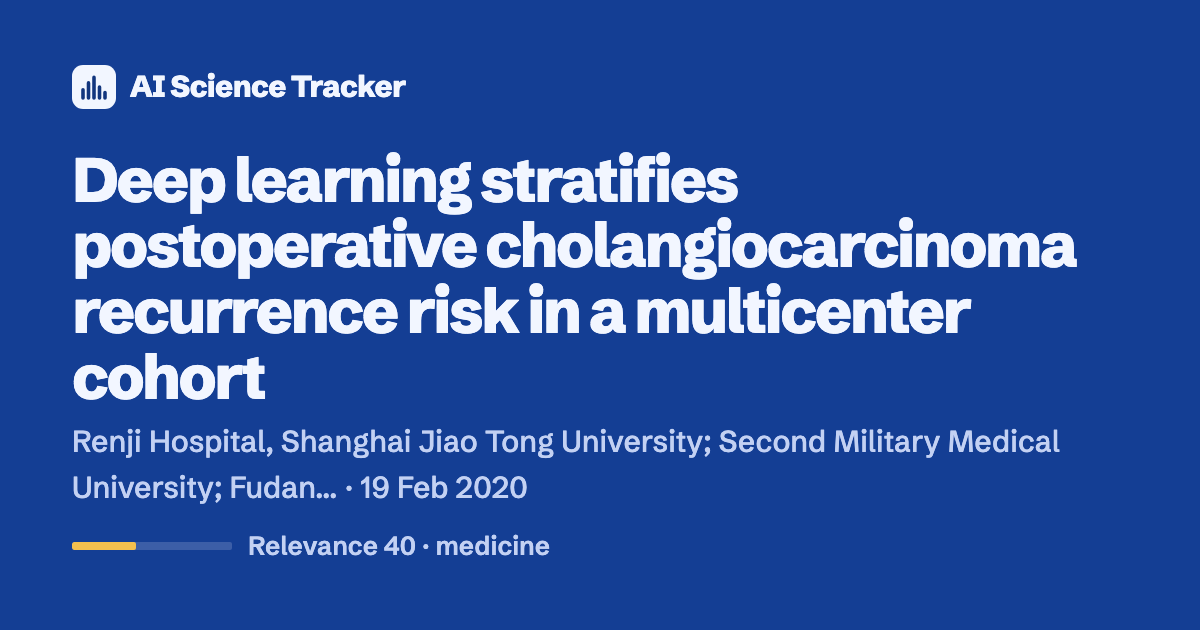 AI Science Tracker
Deep learning stratifies
postoperative cholangiocarcinoma
recurrence risk in a multicenter
cohort
Renji Hospital, Shanghai Jiao Tong University; Second Military Medical
University; Fudan... · 19 Feb 2020
Relevance 40 · medicine